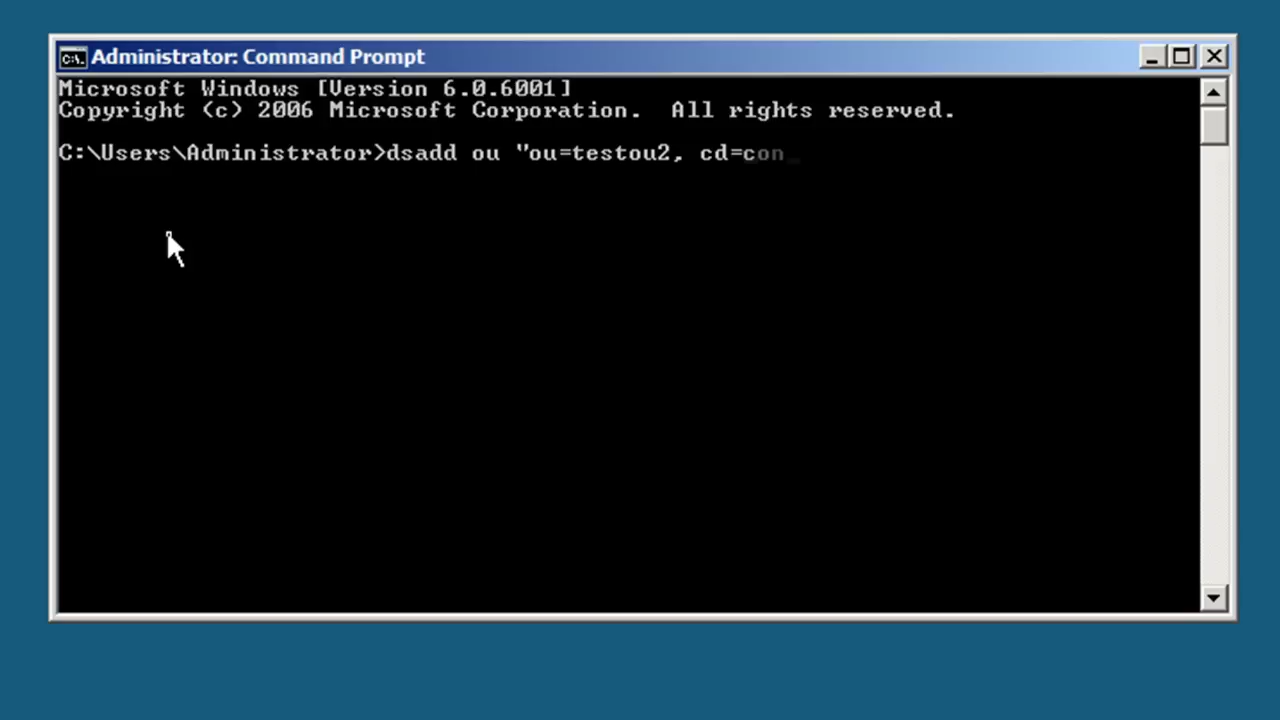 Administrator: Command Prompt
Microsoft Windows [Version 6.0.6001]
Copyright (c) 2006 Microsoft Corporation.  All rights reserved.
C:\Users\Administrator>dsadd ou "ou=testou2, cd=con_